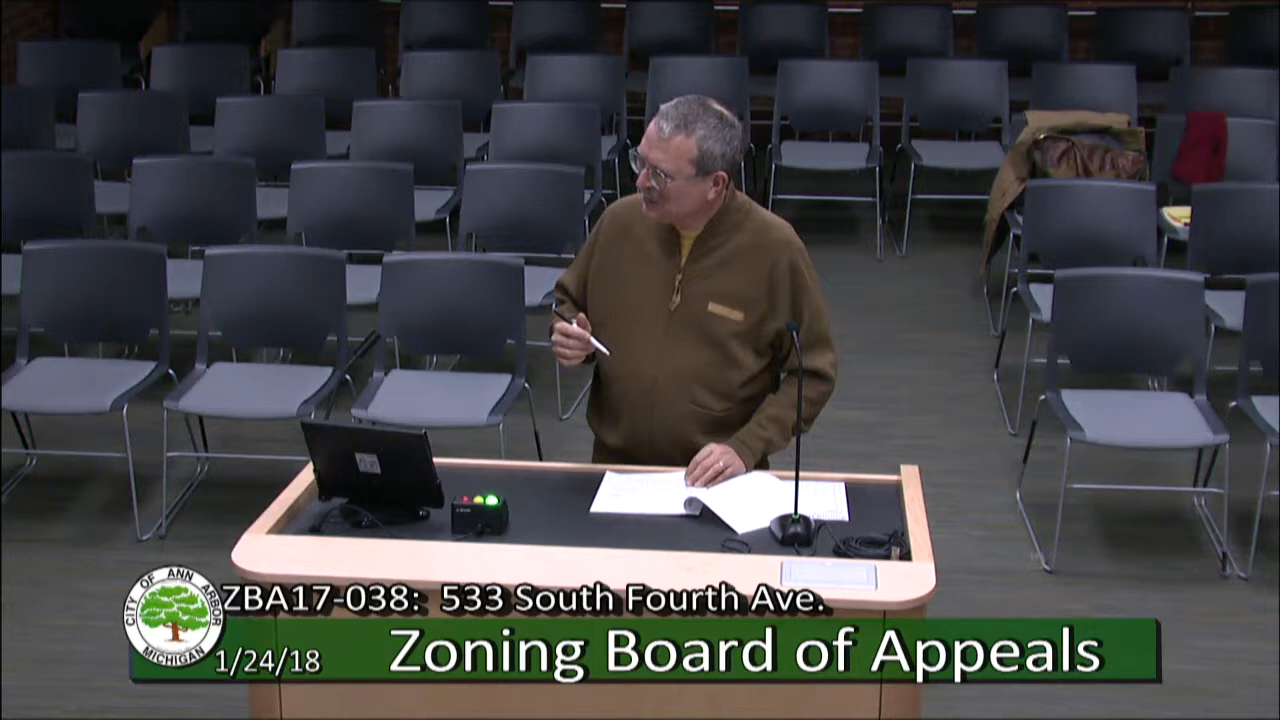 ZBA17-038: 533 South Fourth Ave.
CITY OF ANN ARBOR
MICHIGAN
1/24/18
Zoning Board of Appeals